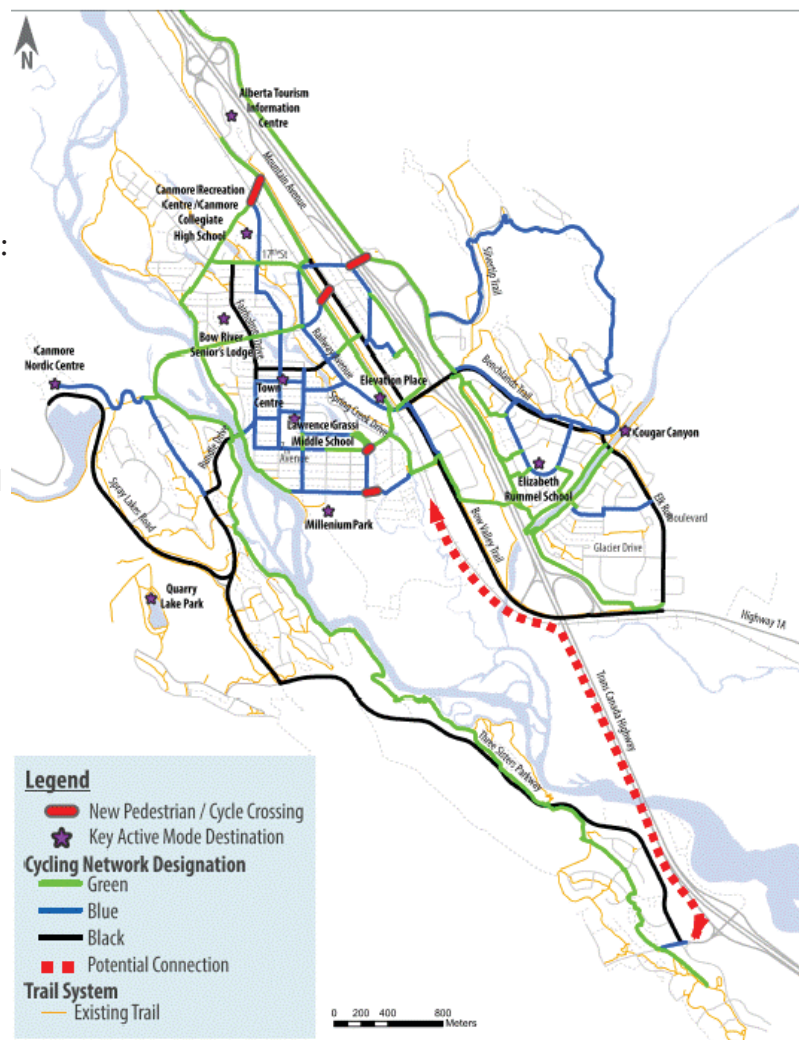 N
Alberta Tourism
Information
Centre
Mountain Avenue
Canmore Recreation
Centre / Canmore
Collegiate
High School
:
17th St
Silvertip Trail
Fairholme Drive
Bow River
Senior's Lodge
Railway Avenue
Canmore
Nordic Centre
Benchlands Trail
Elevation Place
Town
Centre
Spring Creek Drive
Lawrence Grassi
Middle School
Avenue
Rundle Drive
Cougar Canyon
Elizabeth
Rummel School
Spray Lakes Road
Millenium Park
Bow Valley Trail
Elk Run
Boulevard
Glacier Drive
Quarry
Lake Park
Highway 1A
Trans Canada Highway
Three Sisters Parkway
Legend
New Pedestrian / Cycle Crossing
Key Active Mode Destination
Cycling Network Designation
Green
Blue
Black
Potential Connection
Trail System
Existing Trail
0 200 400 800
Meters